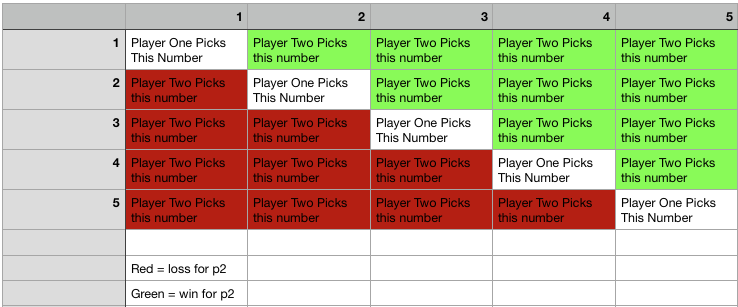 1 2 3 4 5
1 Player One Picks This Number Player Two Picks this number Player Two Picks this number Player Two Picks this number Player Two Picks this number
2 Player Two Picks this number Player One Picks This Number Player Two Picks this number Player Two Picks this number Player Two Picks this number
3 Player Two Picks this number Player Two Picks this number Player One Picks This Number Player Two Picks this number Player Two Picks this number
4 Player Two Picks this number Player Two Picks this number Player Two Picks this number Player One Picks This Number Player Two Picks this number
5 Player Two Picks this number Player Two Picks this number Player Two Picks this number Player Two Picks this number Player One Picks This Number
Red = loss for p2
Green = win for p2